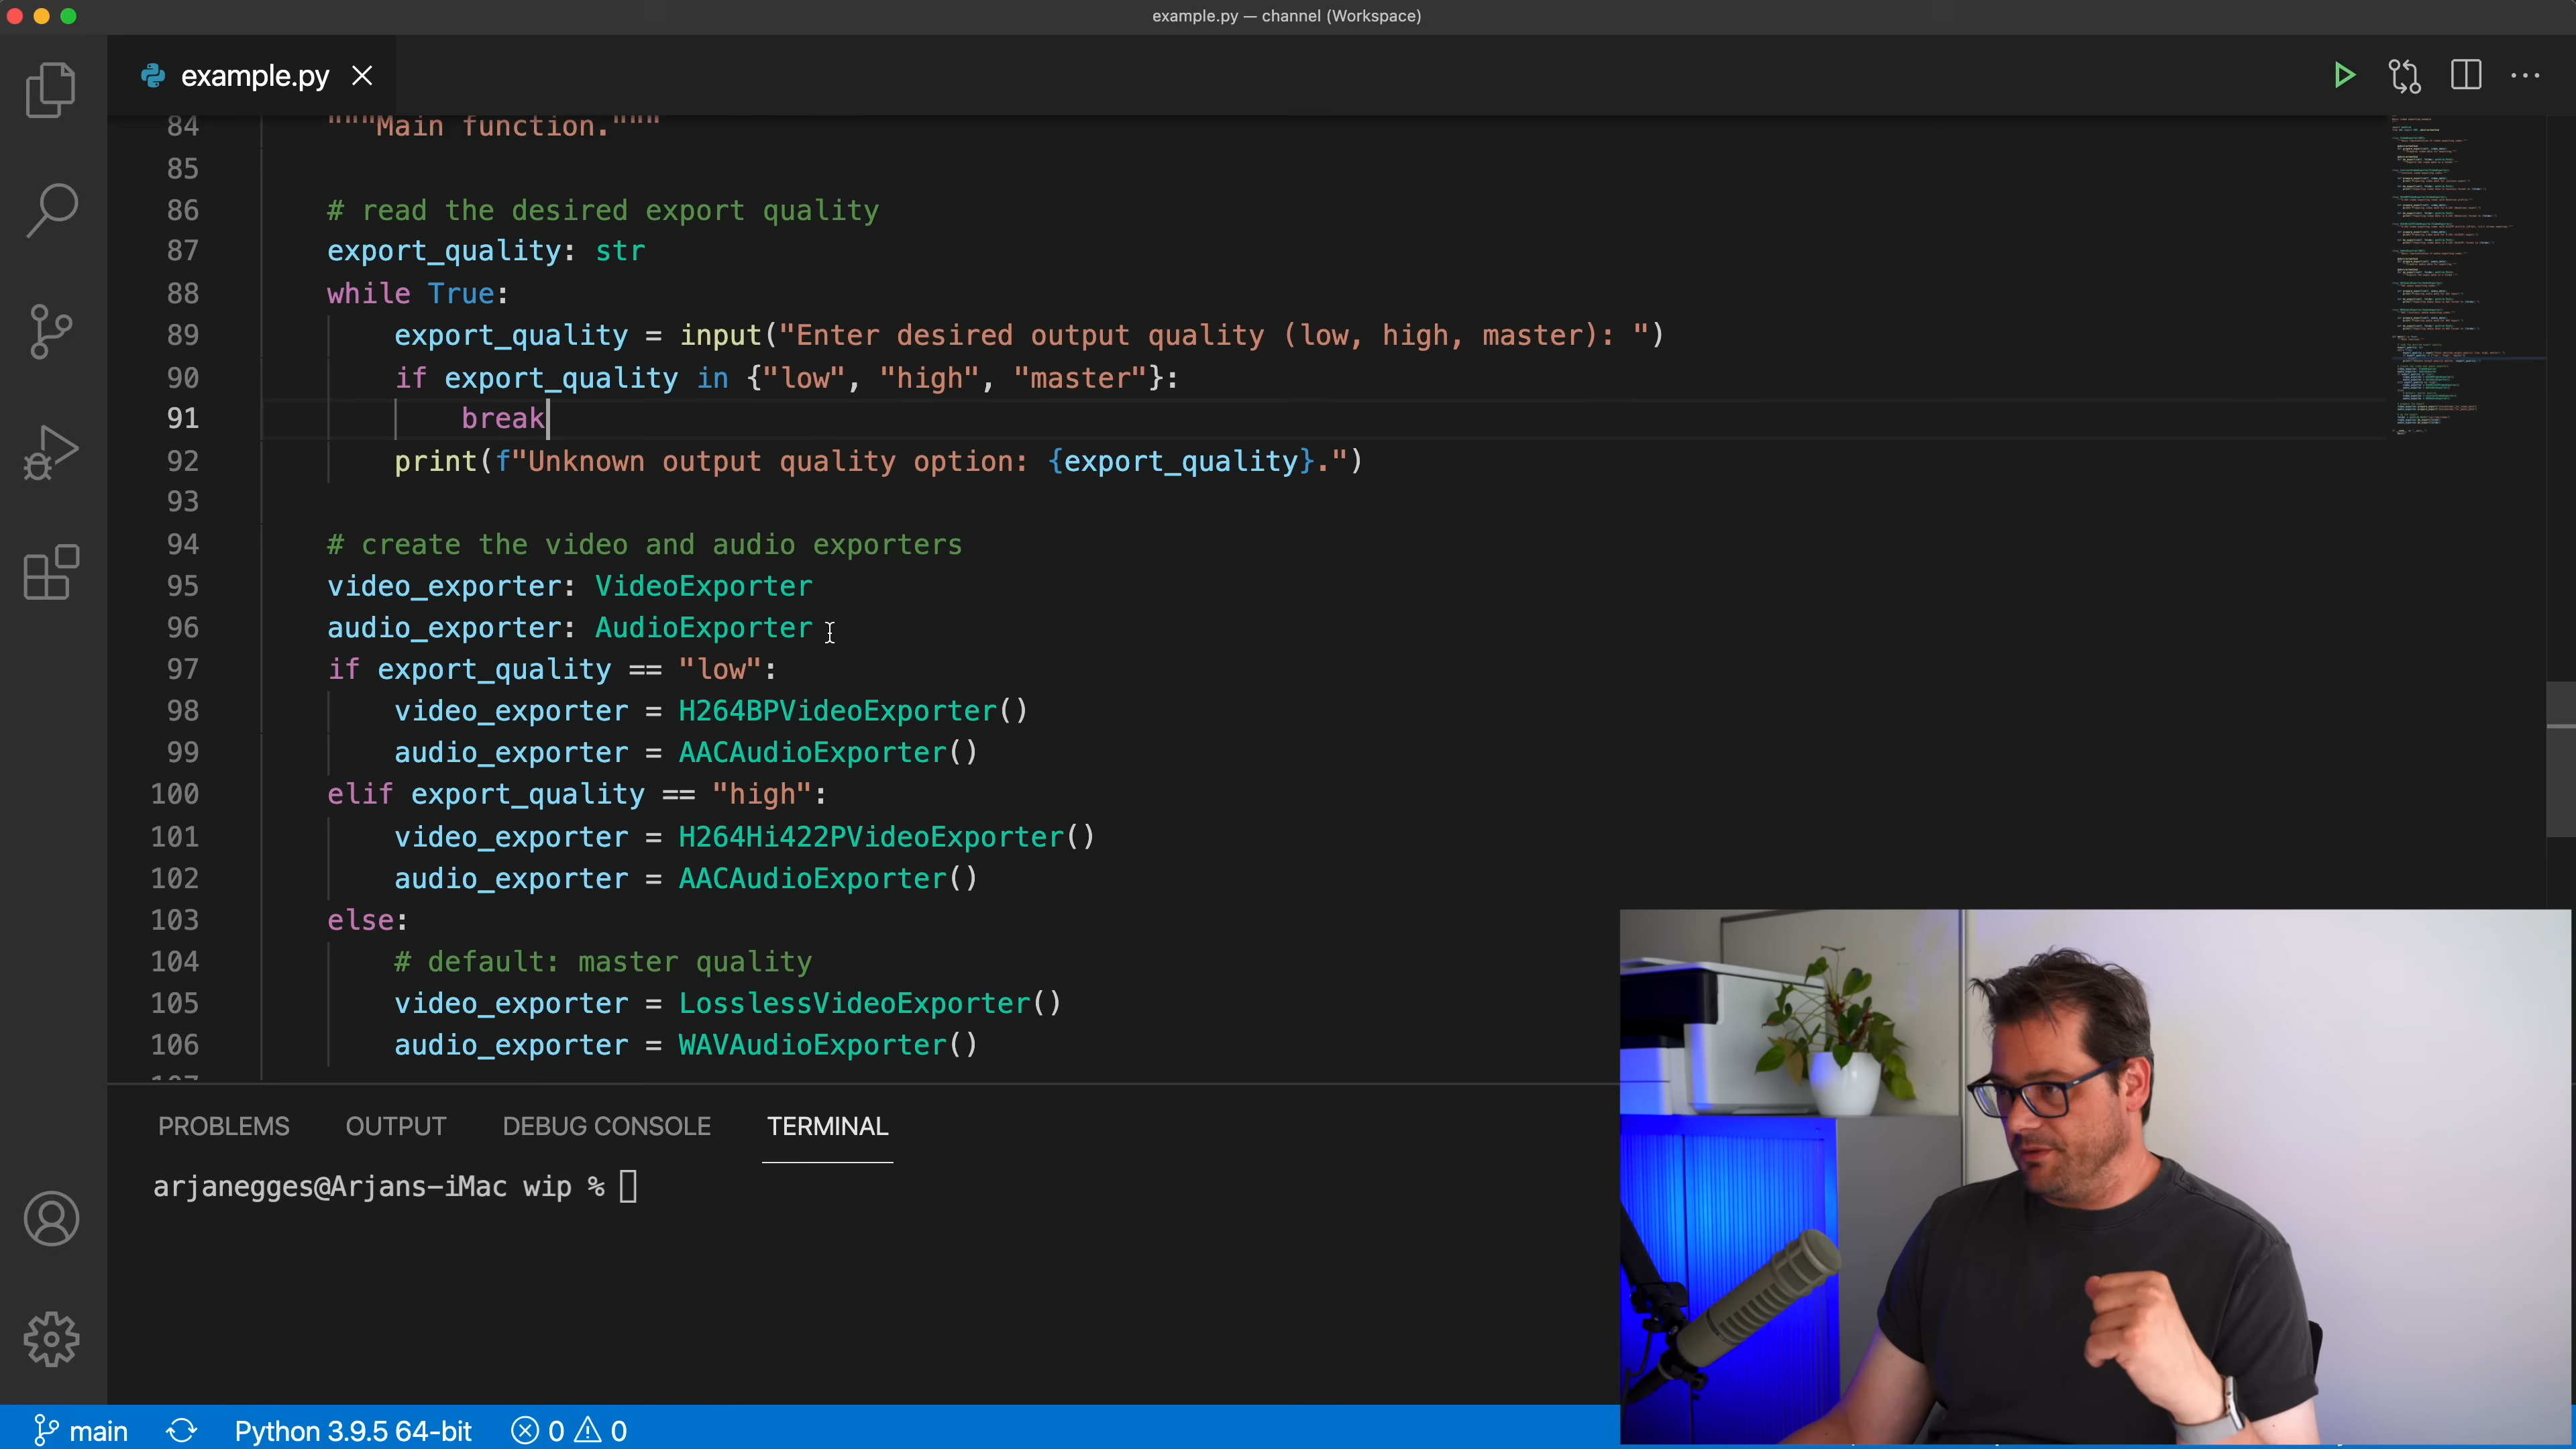 example.py — channel (Workspace)
example.py
84 """Main function."""
85
86 # read the desired export quality
87 export_quality: str
88 while True:
89 export_quality = input("Enter desired output quality (low, high, master): ")
90 if export_quality in {"low", "high", "master"}:
91 break
92 print(f"Unknown output quality option: {export_quality}.")
93
94 # create the video and audio exporters
95 video_exporter: VideoExporter
96 audio_exporter: AudioExporter
97 if export_quality == "low":
98 video_exporter = H264BPVideoExporter()
99 audio_exporter = AACAudioExporter()
100 elif export_quality == "high":
101 video_exporter = H264Hi422PVideoExporter()
102 audio_exporter = AACAudioExporter()
103 else:
104 # default: master quality
105 video_exporter = LosslessVideoExporter()
106 audio_exporter = WAVAudioExporter()
PROBLEMS OUTPUT DEBUG CONSOLE TERMINAL
arjanegges@Arjans-iMac wip %
main Python 3.9.5 64-bit 0 0